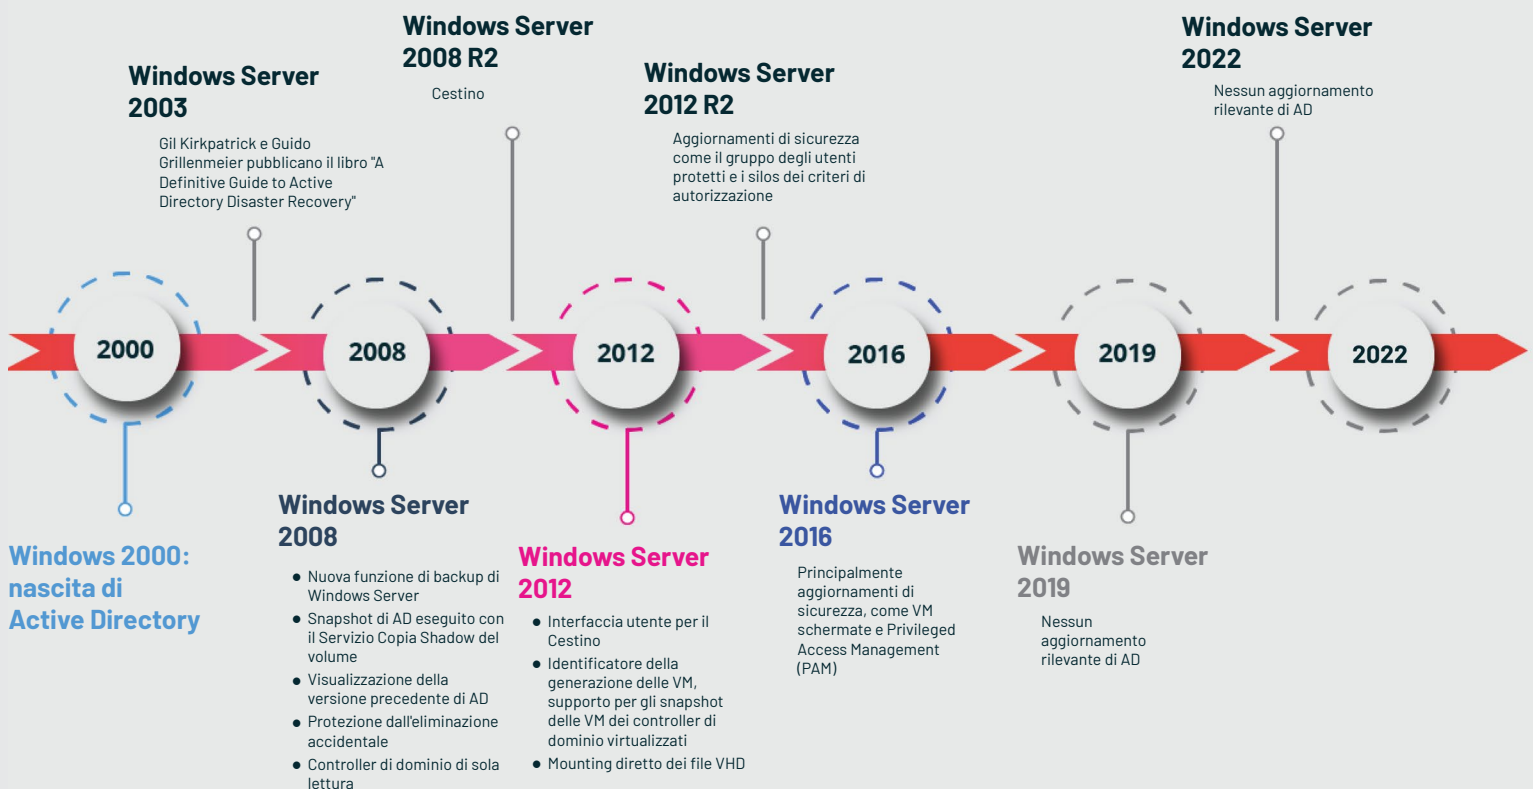 Windows Server
2003
Gil Kirkpatrick e Guido
Grillenmeier pubblicano il libro "A
Definitive Guide to Active
Directory Disaster Recovery"
Windows Server
2008 R2
Cestino
Windows Server
2012 R2
Aggiornamenti di sicurezza
come il gruppo degli utenti
protetti e i silos dei criteri di
autorizzazione
Windows Server
2022
Nessun aggiornamento
rilevante di AD
2000
2008
2012
2016
2019
2022
Windows 2000:
nascita di
Active Directory
Windows Server
2008
● Nuova funzione di backup di
Windows Server
● Snapshot di AD eseguito con
il Servizio Copia Shadow del
volume
● Visualizzazione della
versione precedente di AD
● Protezione dall'eliminazione
accidentale
● Controller di dominio di sola
lettura
Windows Server
2012
● Interfaccia utente per il
Cestino
● Identificatore della
generazione delle VM,
supporto per gli snapshot
delle VM dei controller di
dominio virtualizzati
● Mounting diretto dei file VHD
Windows Server
2016
Principalmente
aggiornamenti di
sicurezza, come VM
schermate e Privileged
Access Management
(PAM)
Windows Server
2019
Nessun
aggiornamento
rilevante di AD